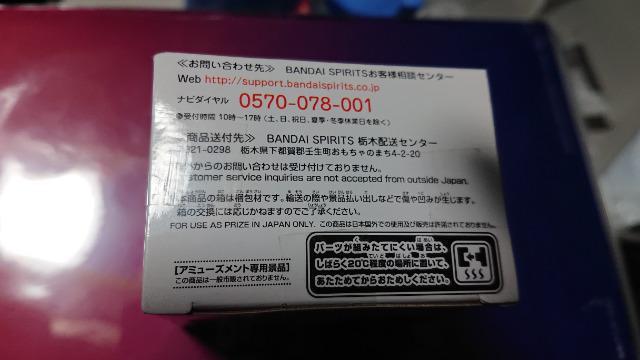 ≪お問い合わせ先≫ BANDAI SPIRITSお客様相談センター
Web http://support.bandaispirits.co.jp
ナビダイヤル 0570-078-001
●受付時間 10時〜17時(土、日、祝日、夏季・冬季休業日を除く)
商品送付先≫ BANDAI SPIRITS 栃木配送センター
321-0298 栃木県下都賀郡壬生町おもちゃのまち4-2-20
からのお問い合わせは受け付けておりません。
Customer service inquiries are not accepted from outside Japan.
本商品の箱は梱包材です。輸送の際や景品払い出しなどで傷や凹みが生じます。
箱の交換には応じかねますのでご了承ください。
FOR USE AS PRIZE IN JAPAN ONLY. この商品は日本国外での使用及び販売は許諾されておりません。
パーツが組みたてにくい場合は、
しばらく20℃程度の場所に置いて、
あたためてからおためしください。
【アミューズメント専用景品】
この商品は一般市販されておりません。